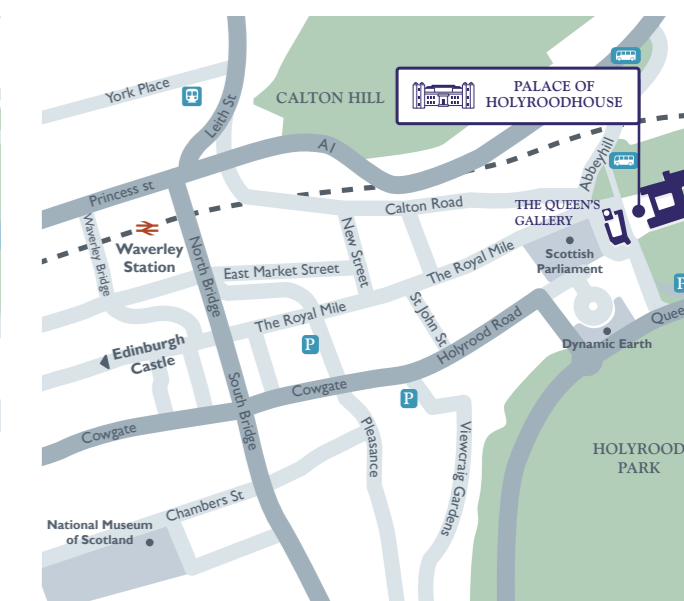 York Place
Leith St
CALTON HILL
PALACE OF
HOLYROODHOUSE
A1
Abbeyhill
Princess st
Waverley Bridge
Waverley
Station
North Bridge
Calton Road
THE QUEEN'S
GALLERY
New Street
East Market Street
The Royal Mile
Scottish
Parliament
The Royal Mile
St John St
P
P
Quee
Holyrood Road
Dynamic Earth
Edinburgh
Castle
Cowgate
P
South Bridge
Cowgate
Pleasance
Viewcraig Gardens
HOLYROOD
PARK
Chambers St
National Museum
of Scotland